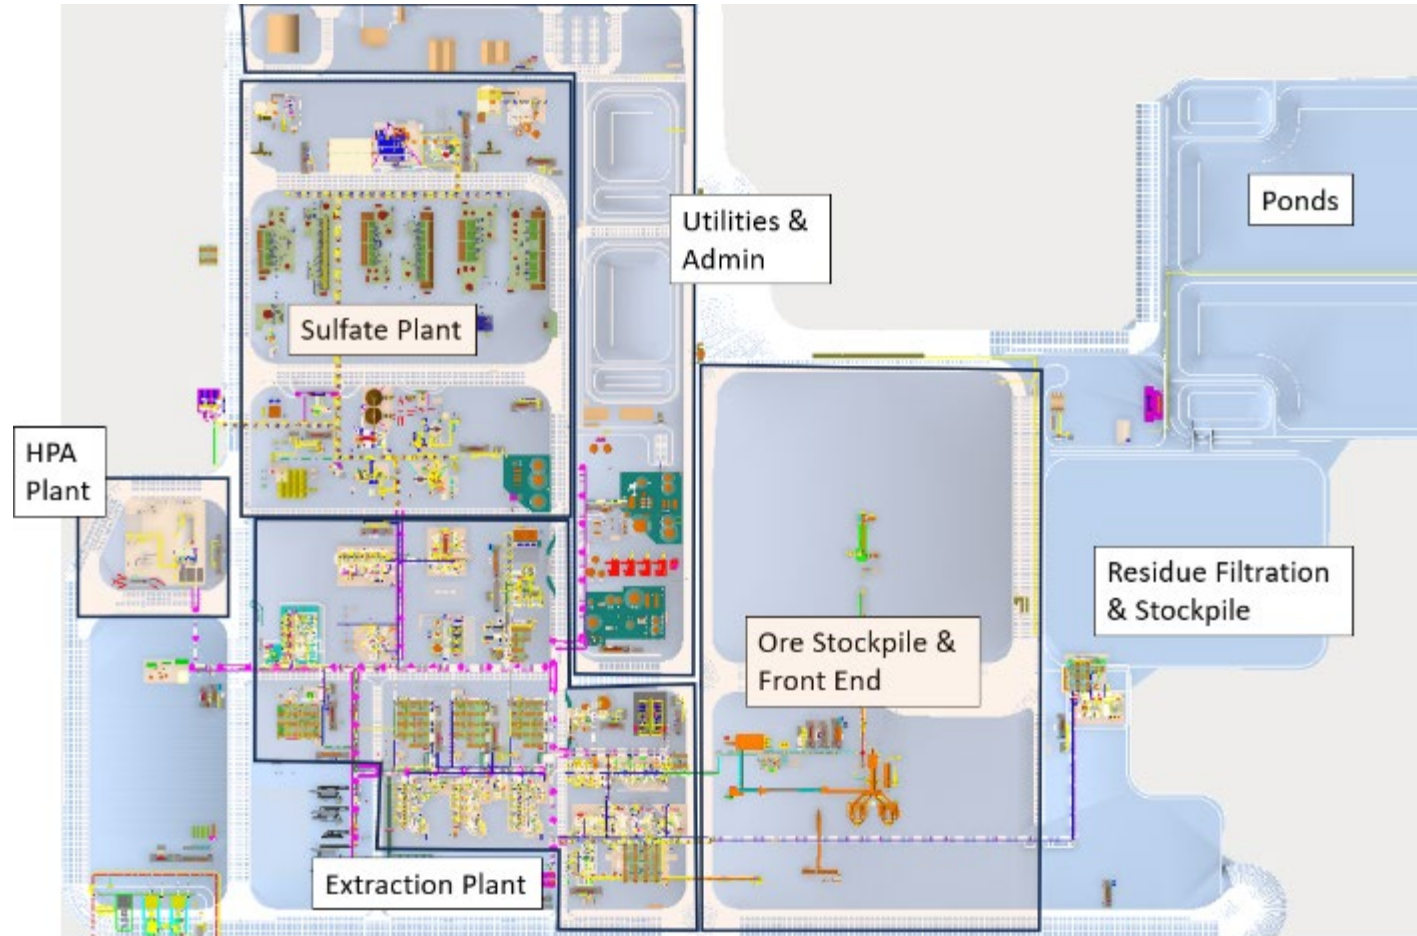 Utilities &
Admin
Ponds
Sulfate Plant
HPA
Plant
Residue Filtration
& Stockpile
Ore Stockpile &
Front End
Extraction Plant